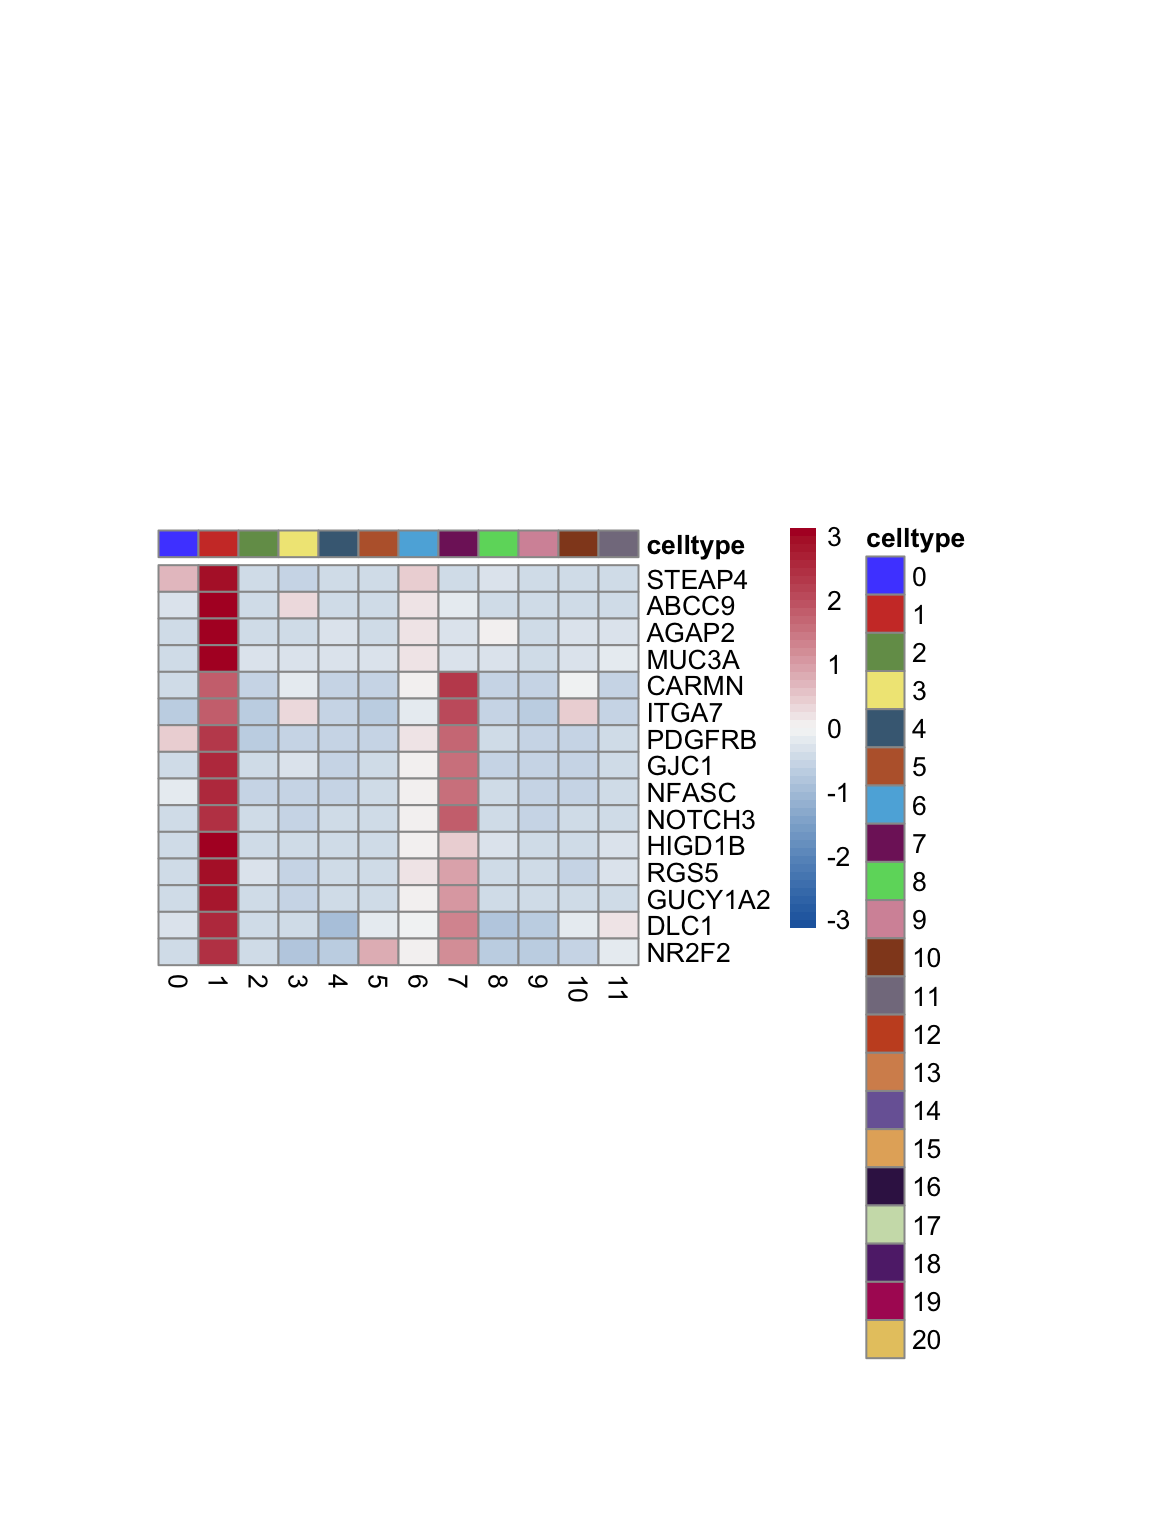 celltype
STEAP4
ABCC9
AGAP2
MUC3A
CARMN
ITGA7
PDGFRB
GJC1
NFASC
NOTCH3
HIGD1B
RGS5
GUCY1A2
DLC1
NR2F2
0 1 2 3 4 5 6 7 8 9 10 11
3
2
1
0
-1
-2
-3
celltype
0
1
2
3
4
5
6
7
8
9
10
11
12
13
14
15
16
17
18
19
20